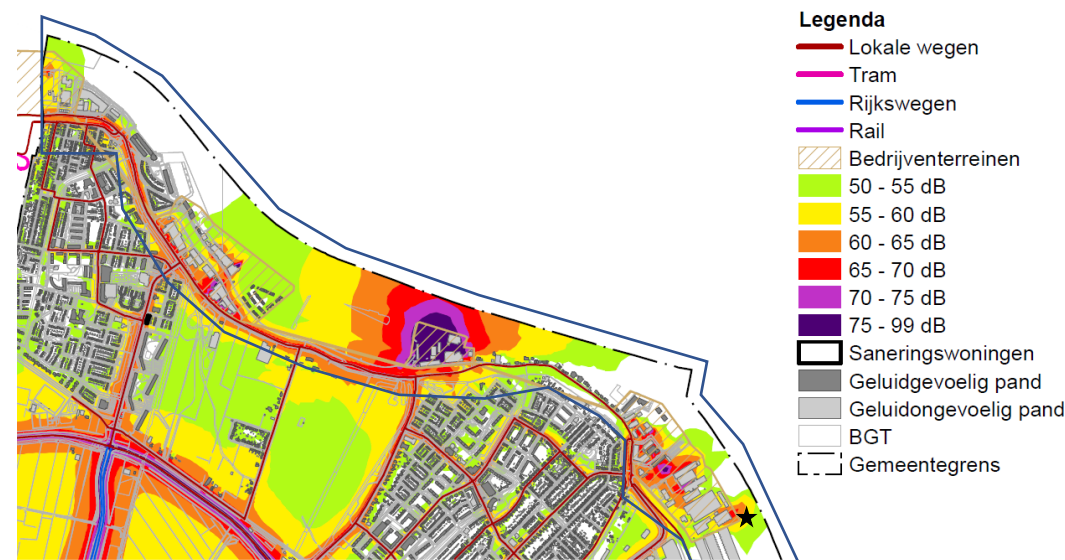 Legenda
Lokale wegen
Tram
Rijkswegen
Rail
Bedrijventerreinen
50 - 55 dB
55 - 60 dB
60 - 65 dB
65 - 70 dB
70 - 75 dB
75 - 99 dB
Saneringswoningen
Geluidgevoelig pand
Geluidongevoelig pand
BGT
Gemeentegrens